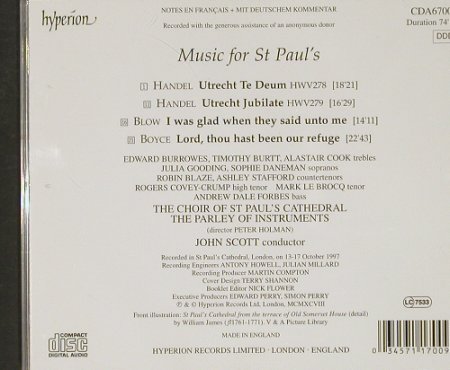 NOTES EN FRANÇAIS + MIT DEUTSCHEM KOMMENTAR
hyperion
CDA6700
Recorded with the generous assistance of an anonymous donor
Duration 74'
DDD
Music for St Paul's
1 HANDEL Utrecht Te Deum HWV278 [18'21]
HANDEL Utrecht Jubilate HWV279 [16'29]
BLOW I was glad when they said unto me [14'11]
BOYCE Lord, thou hast been our refuge [22'43]
EDWARD BURROWES, TIMOTHY BURTT, ALASTAIR COOK trebles
JULIA GOODING, SOPHIE DANEMAN sopranos
ROBIN BLAZE, ASHLEY STAFFORD countertenors
ROGERS COVEY-CRUMP high tenor MARK LE BROCQ tenor
ANDREW DALE FORBES bass
THE CHOIR OF ST PAUL'S CATHEDRAL
THE PARLEY OF INSTRUMENTS
(director PETER HOLMAN)
JOHN SCOTT conductor
Recorded in St Paul's Cathedral, London, on 13-17 October 1997
Recording Engineers ANTONY HOWELL, JULIAN MILLARD
Recording Producer MARTIN COMPTON
Cover Design TERRY SHANNON
Booklet Editor NICK FLOWER
Executive Producers EDWARD PERRY, SIMON PERRY
℗ & © Hyperion Records Ltd, London, MCMXCVIII
LC 7533
Front illustration: St Paul's Cathedral from the terrace of Old Somerset House (detail)
by William James (fl1761-1771). V & A Picture Library
COMPACT
disc
DIGITAL AUDIO
MADE IN ENGLAND
HYPERION RECORDS LIMITED · LONDON · ENGLAND
0 34571 17009